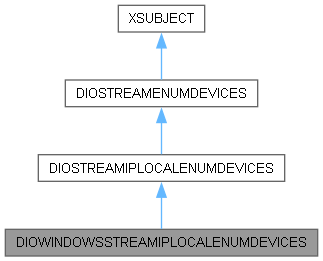 XSUBJECT
DIOSTREAMENUMDEVICES
DIOSTREAMIPLOCALENUMDEVICES
DIOWINDOWSSTREAMIPLOCALENUMDEVICES